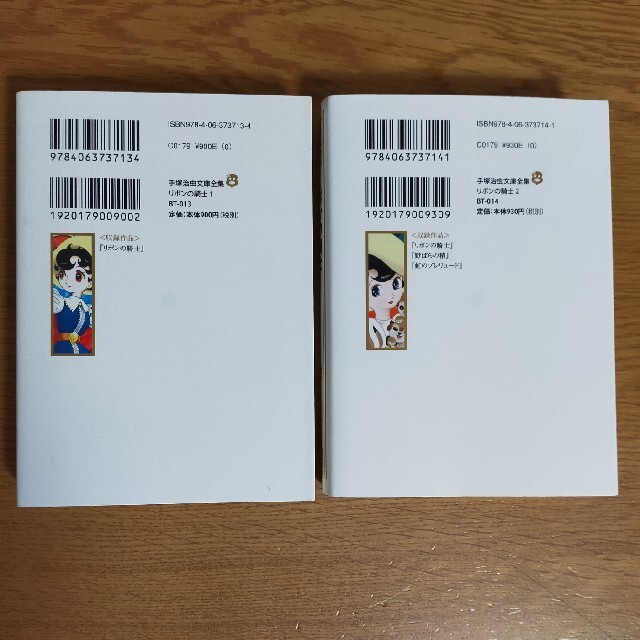 ISBN978-4-06-373713-4
C0179 ¥900E (0)
9784063737134
手塚治虫文庫全集
リボンの騎士 1
BT-013
定価:本体900円(税別)
1920179009002
<収録作品>
『リボンの騎士』
ISBN978-4-06-373714-1
C0179 ¥930E (0)
9784063737141
手塚治虫文庫全集
リボンの騎士 2
BT-014
定価:本体930円(税別)
1920179009309
<収録作品>
『リボンの騎士』
『野ばらの精』
『虹のプレリュード』